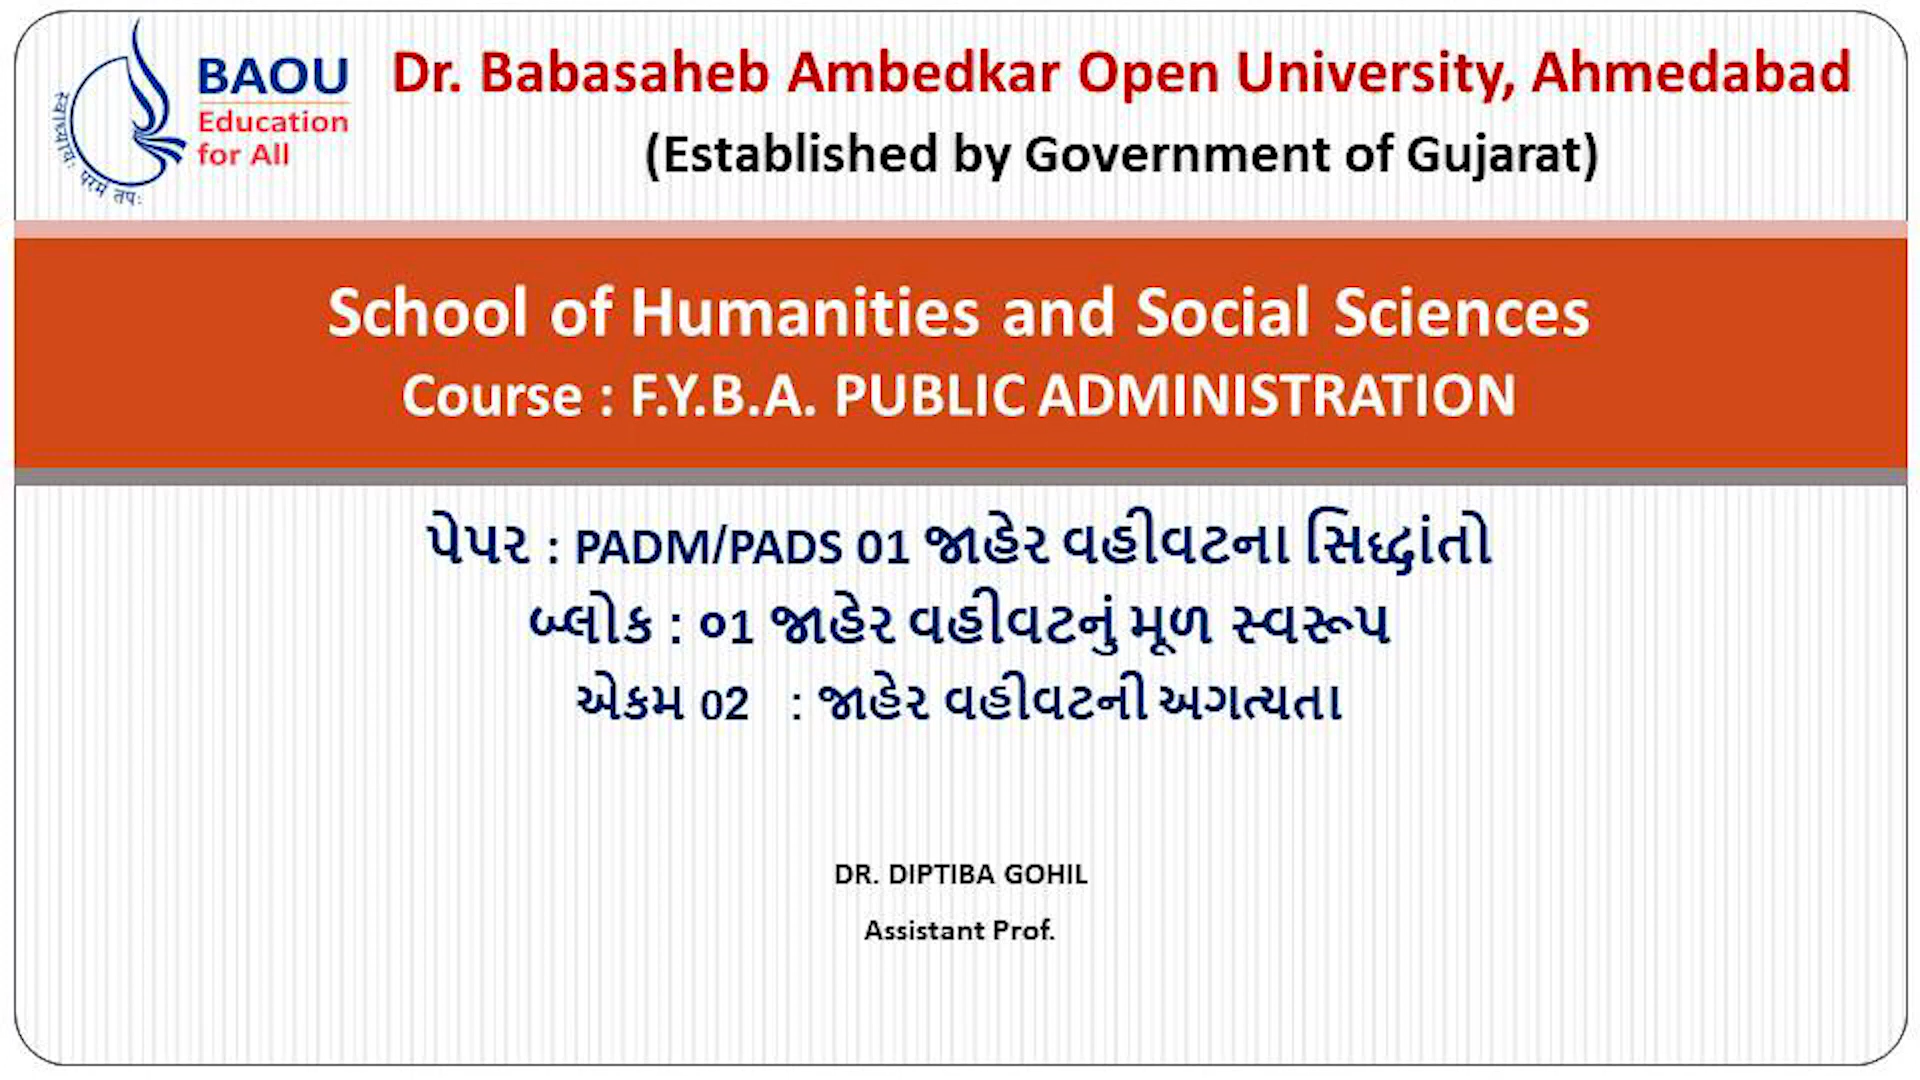 स्वाध्यायः परमं तपः
BAOU
Education
for All
Dr. Babasaheb Ambedkar Open University, Ahmedabad
(Established by Government of Gujarat)
School of Humanities and Social Sciences
Course : F.Y.B.A. PUBLIC ADMINISTRATION
પેપર : PADM/PADS 01 જાહેર વહીવટના સિધ્ધાંતો
બ્લોક : ૦1 જાહેર વહીવટનું મૂળ સ્વરૂપ
એકમ 02 : જાહેર વહીવટની અગત્યતા
DR. DIPTIBA GOHIL
Assistant Prof.